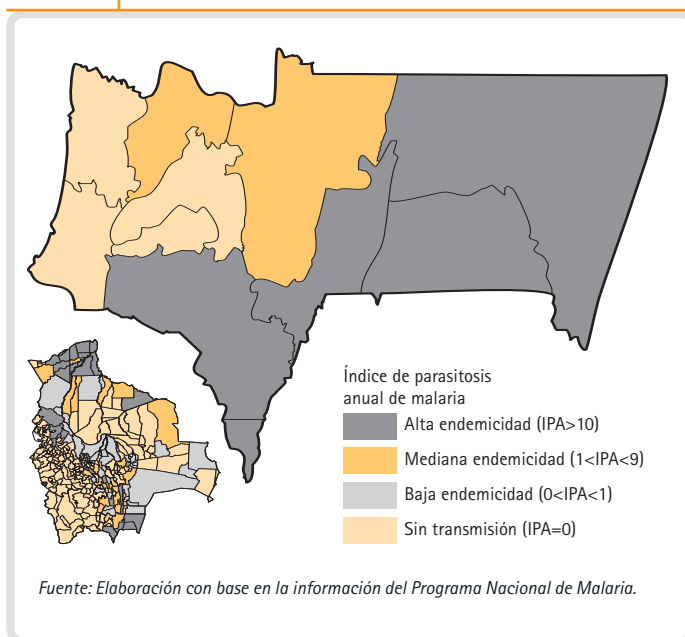 Índice de parasitosis
anual de malaria
Alta endemicidad (IPA>10)
Mediana endemicidad (1<IPA<9)
Baja endemicidad (0<IPA<1)
Sin transmisión (IPA=0)
Fuente: Elaboración con base en la información del Programa Nacional de Malaria.